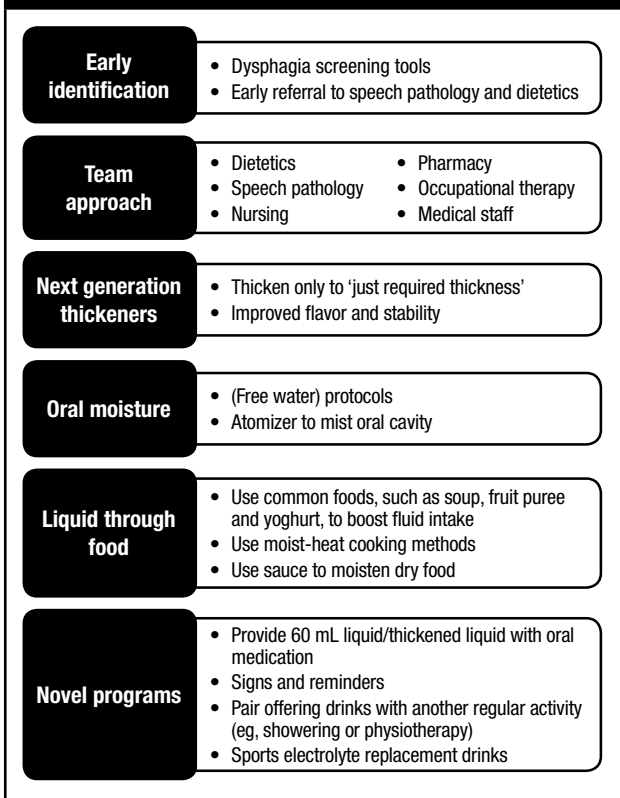 Early
identification
• Dysphagia screening tools
• Early referral to speech pathology and dietetics
Team
approach
• Dietetics
• Speech pathology
• Nursing
• Pharmacy
• Occupational therapy
• Medical staff
Next generation
thickeners
• Thicken only to ‘just required thickness’
• Improved flavor and stability
Oral moisture
• (Free water) protocols
• Atomizer to mist oral cavity
Liquid through
food
• Use common foods, such as soup, fruit puree
and yoghurt, to boost fluid intake
• Use moist-heat cooking methods
• Use sauce to moisten dry food
Novel programs
• Provide 60 mL liquid/thickened liquid with oral
medication
• Signs and reminders
• Pair offering drinks with another regular activity
(eg, showering or physiotherapy)
• Sports electrolyte replacement drinks